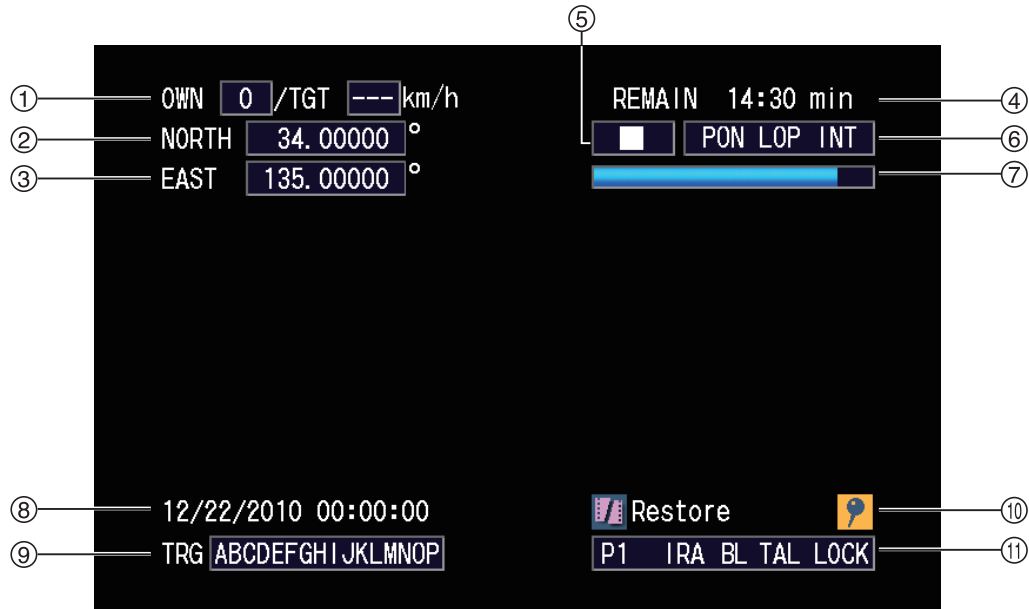 ⑤
① OWN 0 /TGT --- km/h REMAIN 14:30 min ④
② NORTH 34.00000° PON LOP INT ⑥
③ EAST 135.00000° ⑦
⑧ 12/22/2010 00:00:00 Restore ⑩
⑨ TRG ABCDEFGHIJKLMNOP P1 IRA BL TAL LOCK ⑪